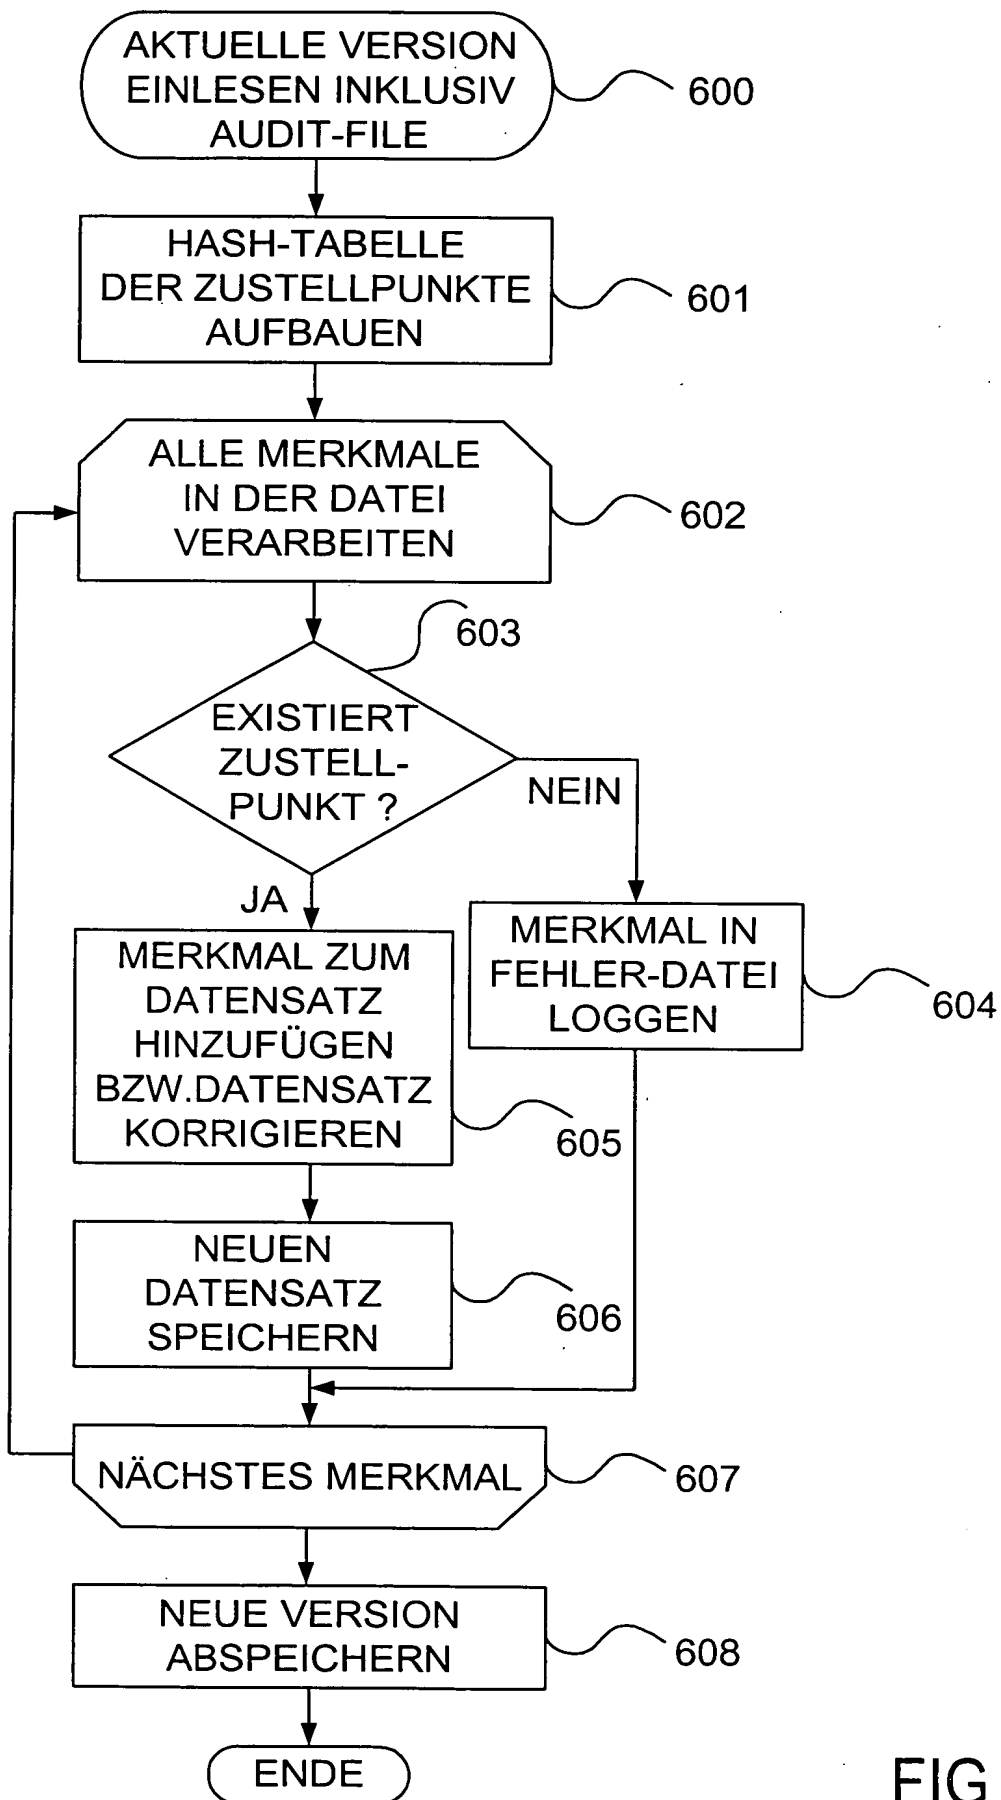 AKTUELLE VERSION
EINLESEN INKLUSIV
AUDIT-FILE
600
HASH-TABELLE
DER ZUSTELLPUNKTE
AUFBAUEN
601
ALLE MERKMALE
IN DER DATEI
VERARBEITEN
602
603
EXISTIERT
ZUSTELL-
PUNKT ?
NEIN
JA
MERKMAL IN
FEHLER-DATEI
LOGGEN
604
MERKMAL ZUM
DATENSATZ
HINZUFÜGEN
BZW.DATENSATZ
KORRIGIEREN
605
NEUEN
DATENSATZ
SPEICHERN
606
NÄCHSTES MERKMAL
607
NEUE VERSION
ABSPEICHERN
608
ENDE
FIG